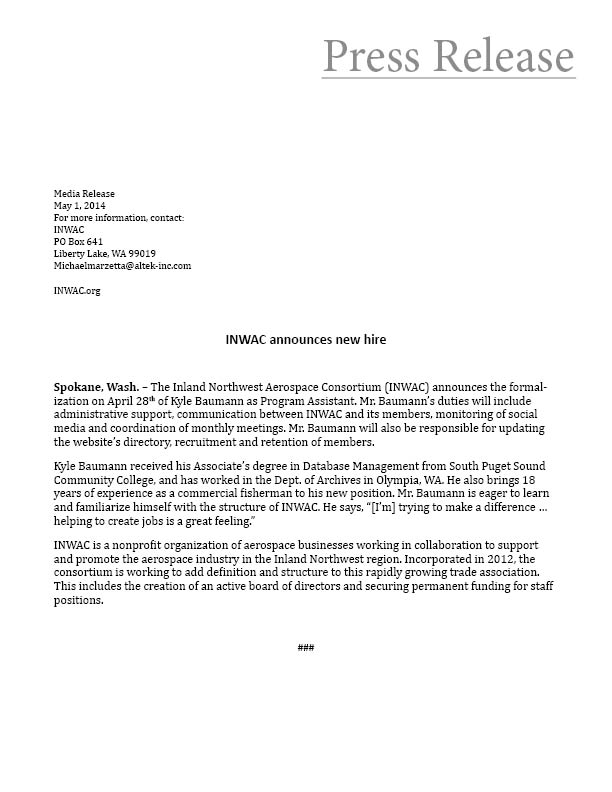 Press Release
Media Release
May 1, 2014
For more information, contact:
INWAC
PO Box 641
Liberty Lake, WA 99019
Michaelmarzetta@altek-inc.com
INWAC.org
INWAC announces new hire
Spokane, Wash. – The Inland Northwest Aerospace Consortium (INWAC) announces the formal-
ization on April 28th of Kyle Baumann as Program Assistant. Mr. Baumann’s duties will include
administrative support, communication between INWAC and its members, monitoring of social
media and coordination of monthly meetings. Mr. Baumann will also be responsible for updating
the website’s directory, recruitment and retention of members.
Kyle Baumann received his Associate’s degree in Database Management from South Puget Sound
Community College, and has worked in the Dept. of Archives in Olympia, WA. He also brings 18
years of experience as a commercial fisherman to his new position. Mr. Baumann is eager to learn
and familiarize himself with the structure of INWAC. He says, “[I’m] trying to make a difference ...
helping to create jobs is a great feeling.”
INWAC is a nonprofit organization of aerospace businesses working in collaboration to support
and promote the aerospace industry in the Inland Northwest region. Incorporated in 2012, the
consortium is working to add definition and structure to this rapidly growing trade association.
This includes the creation of an active board of directors and securing permanent funding for staff
positions.
###